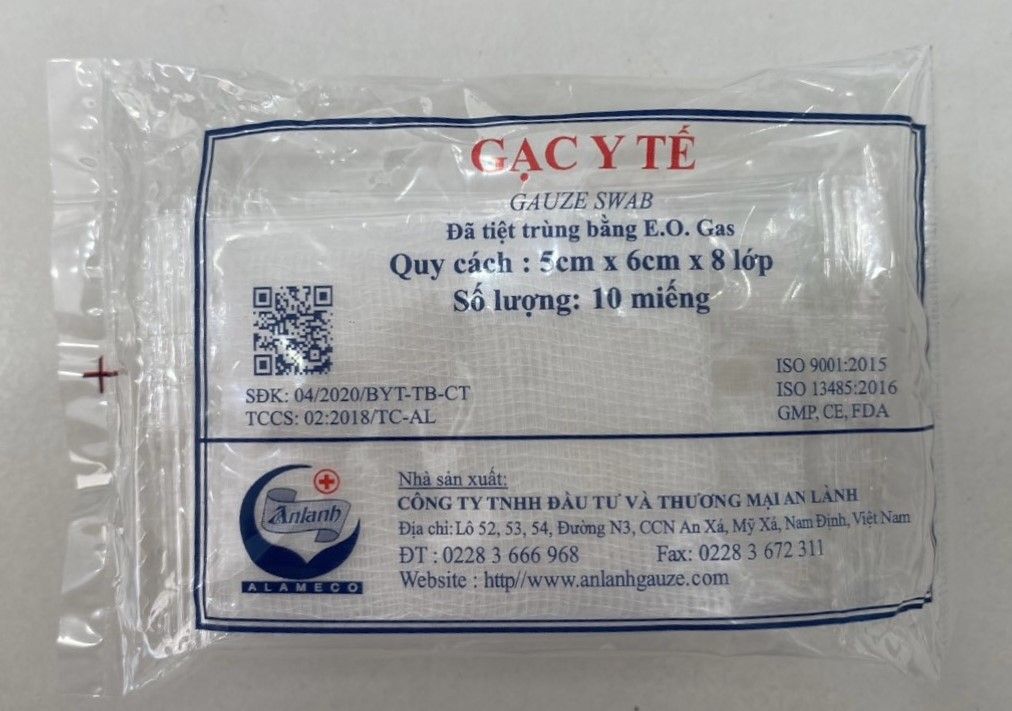 GẠC Y TẾ
GAUZE SWAB
Đã tiệt trùng bằng E.O. Gas
Quy cách : 5cm x 6cm x 8 lớp
Số lượng: 10 miếng
SĐK: 04/2020/BYT-TB-CT
TCCS: 02:2018/TC-AL
ISO 9001:2015
ISO 13485:2016
GMP, CE, FDA
Anlanh
ALAMECO
Nhà sản xuất:
CÔNG TY TNHH ĐẦU TƯ VÀ THƯƠNG MẠI AN LÀNH
Địa chỉ: Lô 52, 53, 54, Đường N3, CCN An Xá, Mỹ Xá, Nam Định, Việt Nam
ĐT : 0228 3 666 968 Fax: 0228 3 672 311
Website : http//www.anlanhgauze.com